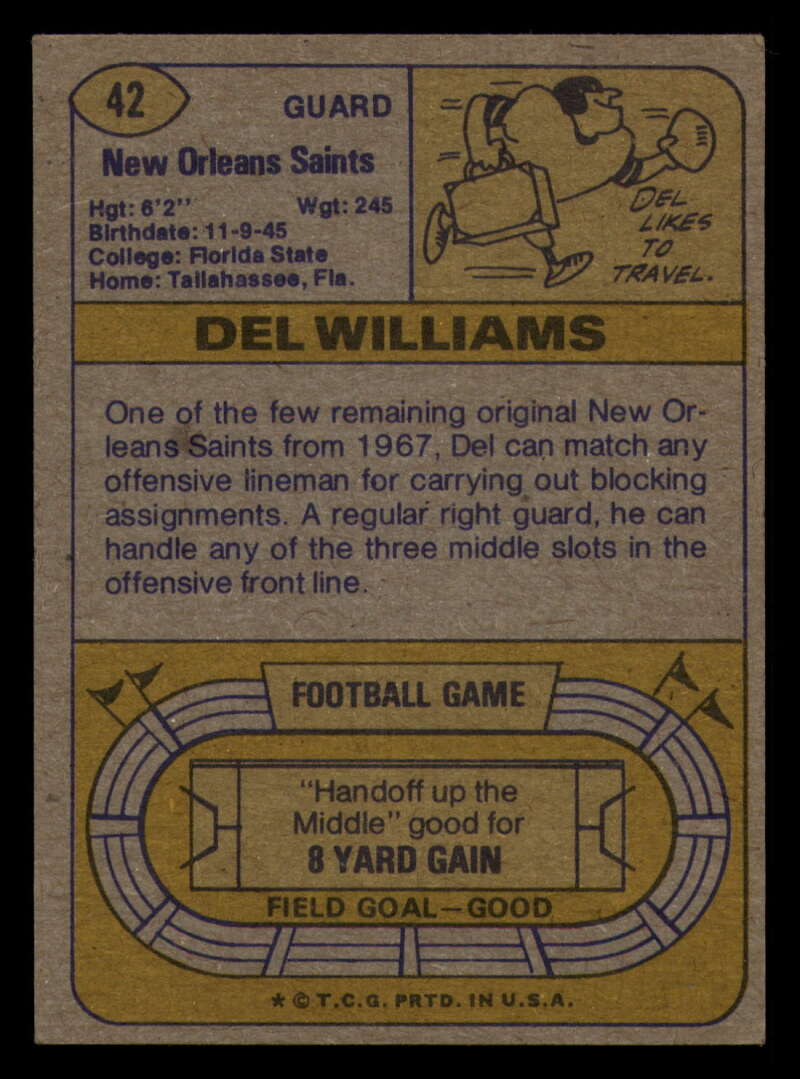 42
GUARD
New Orleans Saints
Hgt: 6'2" Wgt: 245
Birthdate: 11-9-45
College: Florida State
Home: Tallahassee, Fla.
DEL
LIKES
TO
TRAVEL.
DEL WILLIAMS
One of the few remaining original New Or-
leans Saints from 1967, Del can match any
offensive lineman for carrying out blocking
assignments. A regular right guard, he can
handle any of the three middle slots in the
offensive front line.
FOOTBALL GAME
"Handoff up the
Middle" good for
8 YARD GAIN
FIELD GOAL—GOOD
* © T.C.G. PRTD. IN U.S.A.